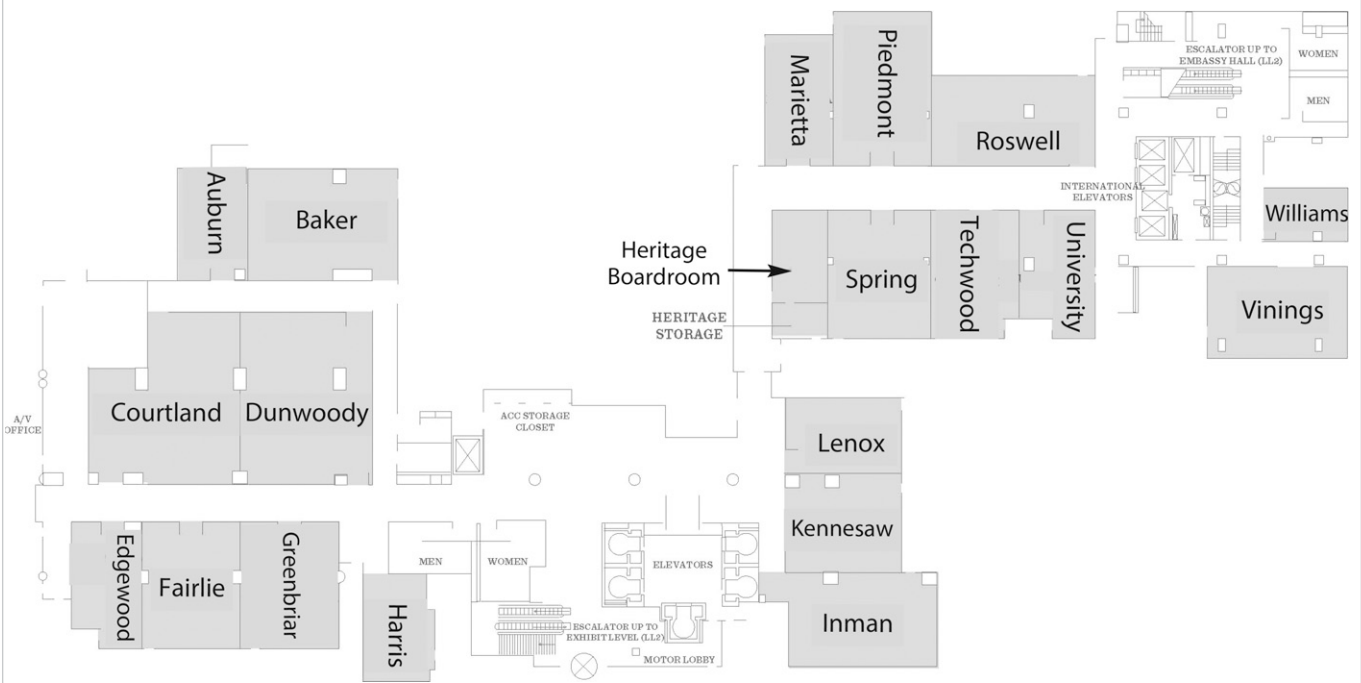 Marietta
Piedmont
Roswell
ESCALATOR UP TO
EMBASSY HALL (LL2)
WOMEN
MEN
INTERNATIONAL
ELEVATORS
Williams
Auburn
Baker
Heritage
Boardroom
HERITAGE
STORAGE
Spring
Techwood
University
Vinings
A/V
OFFICE
Courtland
Dunwoody
ACC STORAGE
CLOSET
Lenox
Kennesaw
Inman
Edgewood
Fairlie
Greenbriar
Harris
MEN
WOMEN
ELEVATORS
ESCALATOR UP TO
EXHIBIT LEVEL (LL2)
MOTOR LOBBY